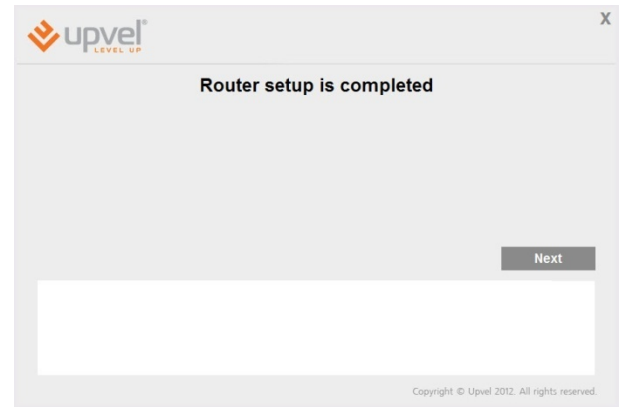 X
upvel
LEVEL UP
Router setup is completed
Next
Copyright © Upvel 2012. All rights reserved.